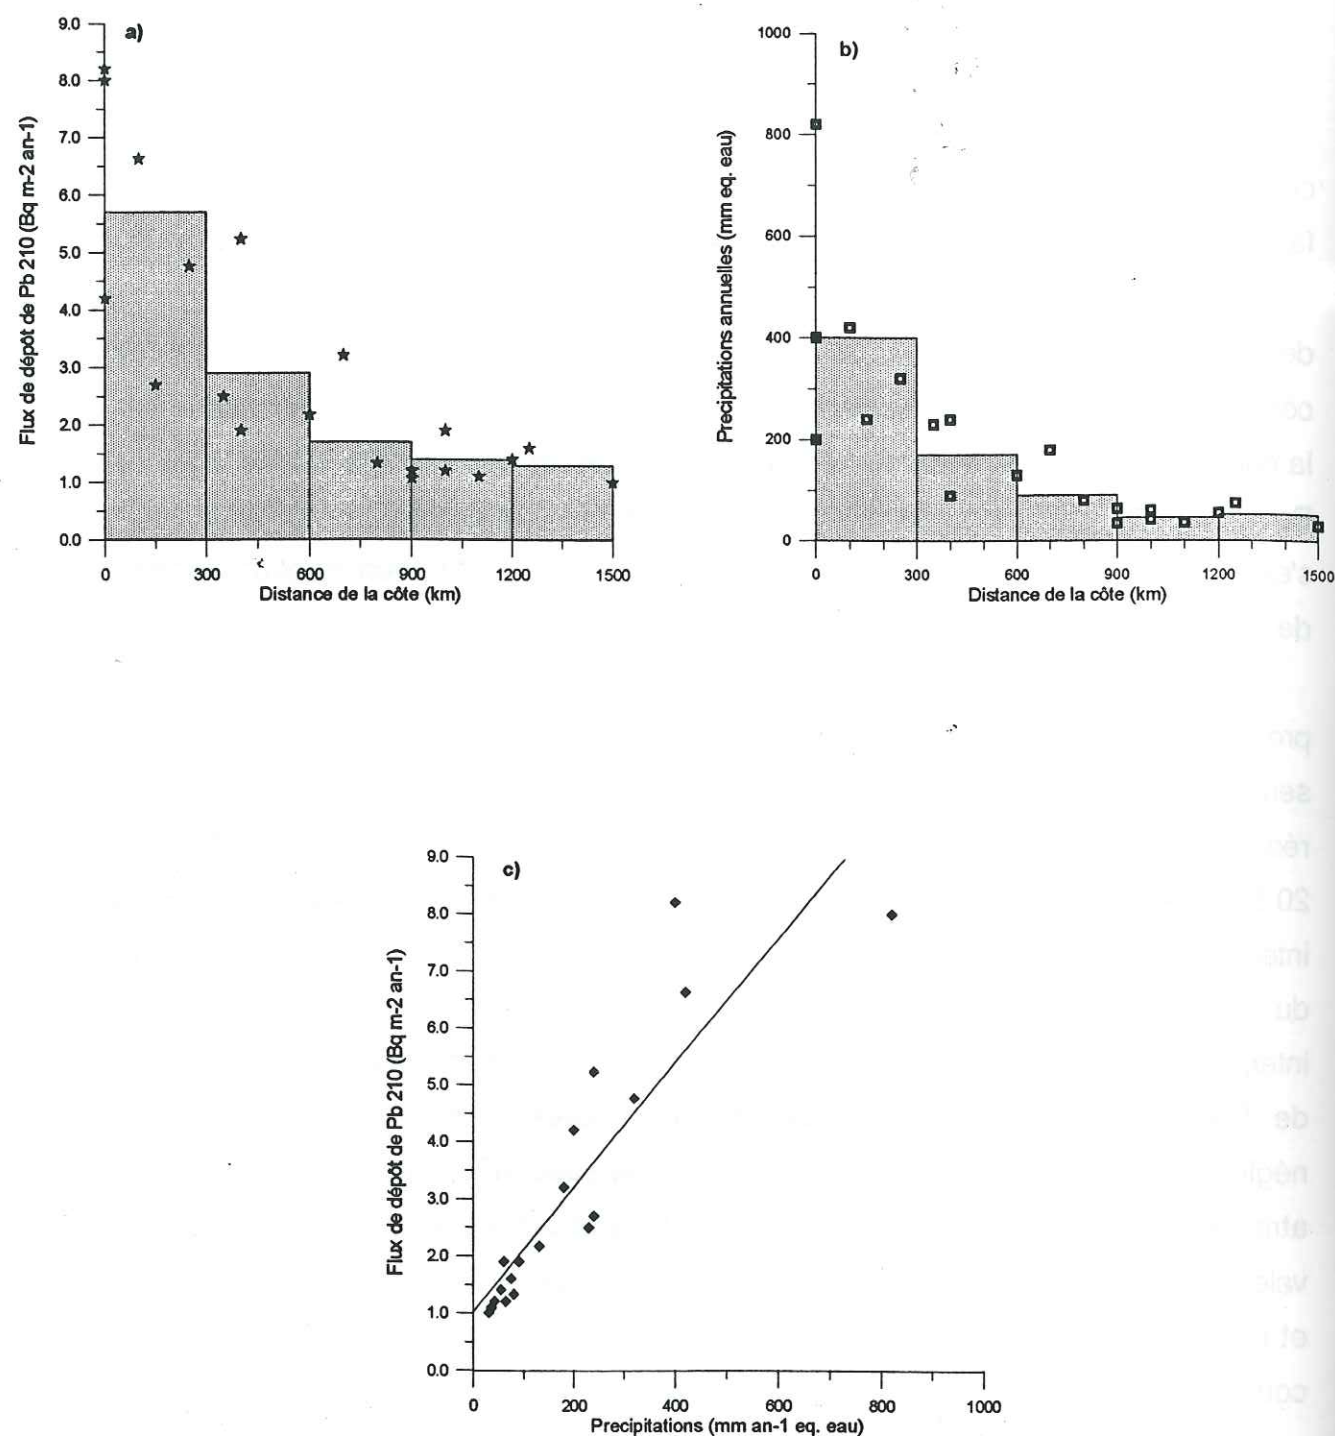 a)
9.0
8.0
7.0
6.0
5.0
4.0
3.0
2.0
1.0
0.0
Flux de dépôt de Pb 210 (Bq m-2 an-1)
0 300 600 900 1200 1500
Distance de la côte (km)
b)
1000
800
600
400
200
0
Precipitations annuelles (mm eq. eau)
0 300 600 900 1200 1500
Distance de la côte (km)
c)
9.0
8.0
7.0
6.0
5.0
4.0
3.0
2.0
1.0
0.0
Flux de dépôt de Pb 210 (Bq m-2 an-1)
0 200 400 600 800 1000
Precipitations (mm an-1 eq. eau)